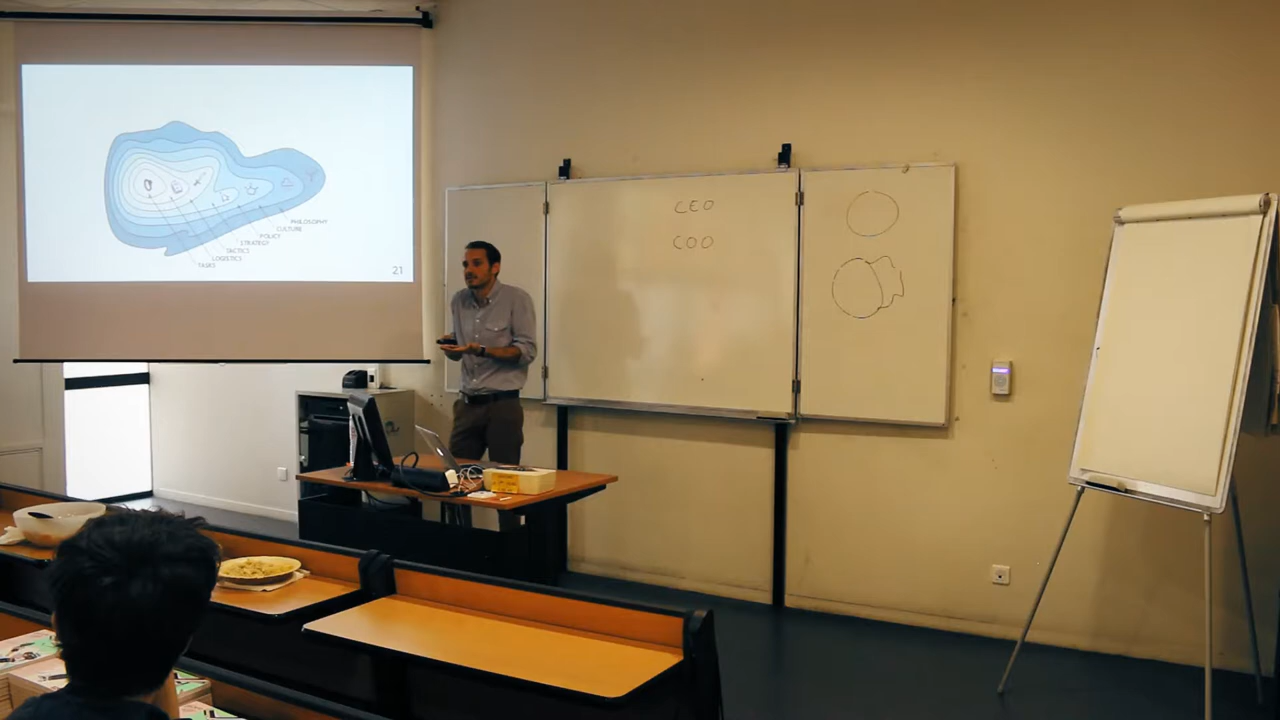 PHILOSOPHY
CULTURE
POLICY
STRATEGY
TACTICS
LOGISTICS
TASKS
21
CEO
COO